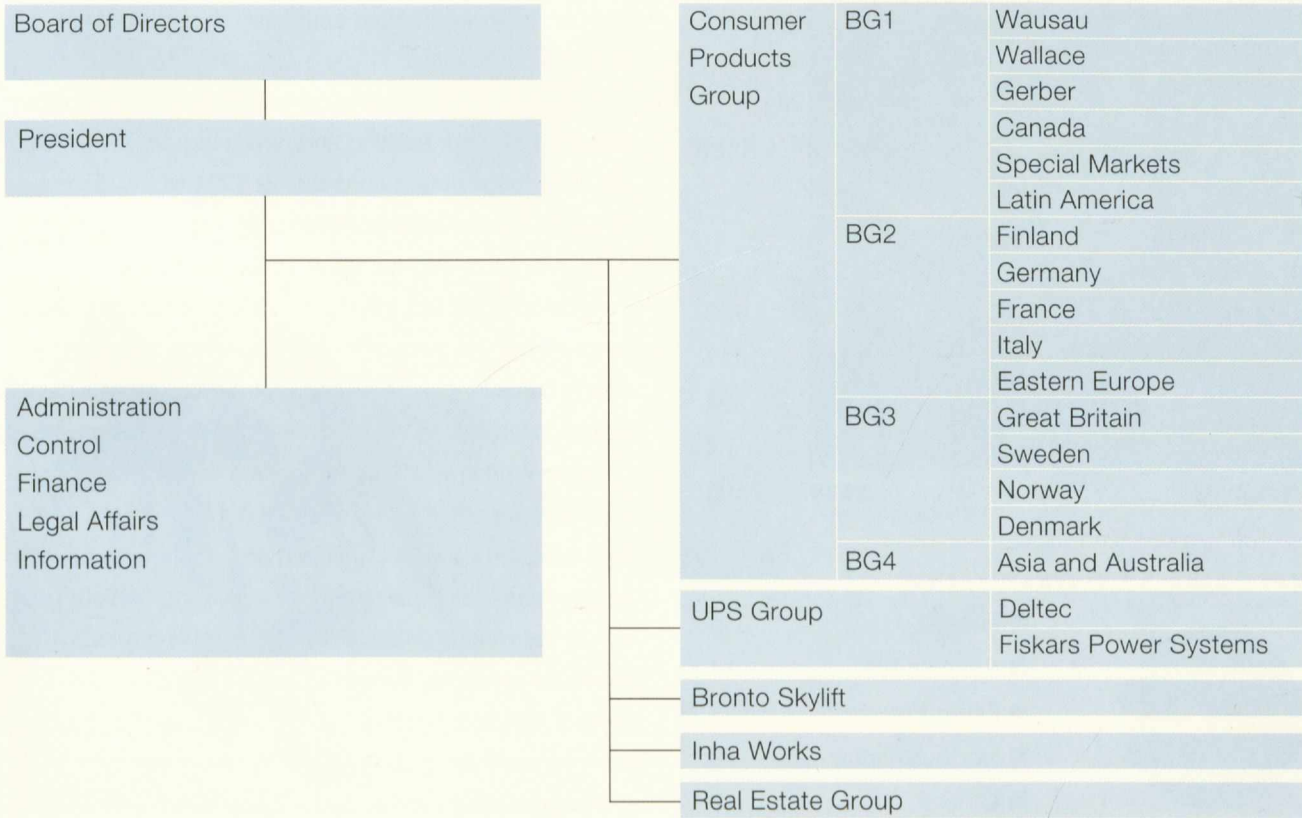 Board of Directors
President
Administration
Control
Finance
Legal Affairs
Information
Consumer
Products
Group
BG1
Wausau
Wallace
Gerber
Canada
Special Markets
Latin America
BG2
Finland
Germany
France
Italy
Eastern Europe
BG3
Great Britain
Sweden
Norway
Denmark
BG4
Asia and Australia
UPS Group
Deltec
Fiskars Power Systems
Bronto Skylift
Inha Works
Real Estate Group